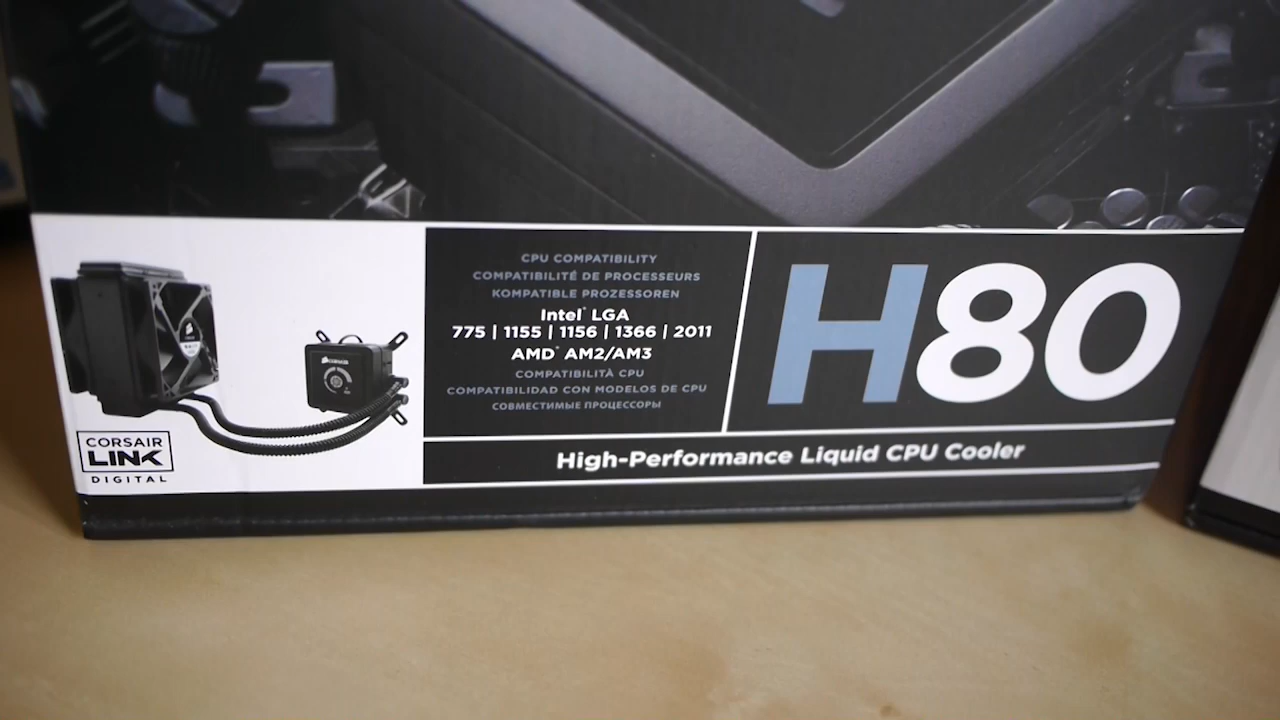 CPU COMPATIBILITY
COMPATIBILITÉ DE PROCESSEURS
KOMPATIBLE PROZESSOREN
Intel® LGA
775 | 1155 | 1156 | 1366 | 2011
AMD® AM2/AM3
COMPATIBILITÀ CPU
COMPATIBILIDAD CON MODELOS DE CPU
СОВМЕСТИМЫЕ ПРОЦЕССОРЫ
H80
CORSAIR
CORSAIR
LINK
DIGITAL
High-Performance Liquid CPU Cooler